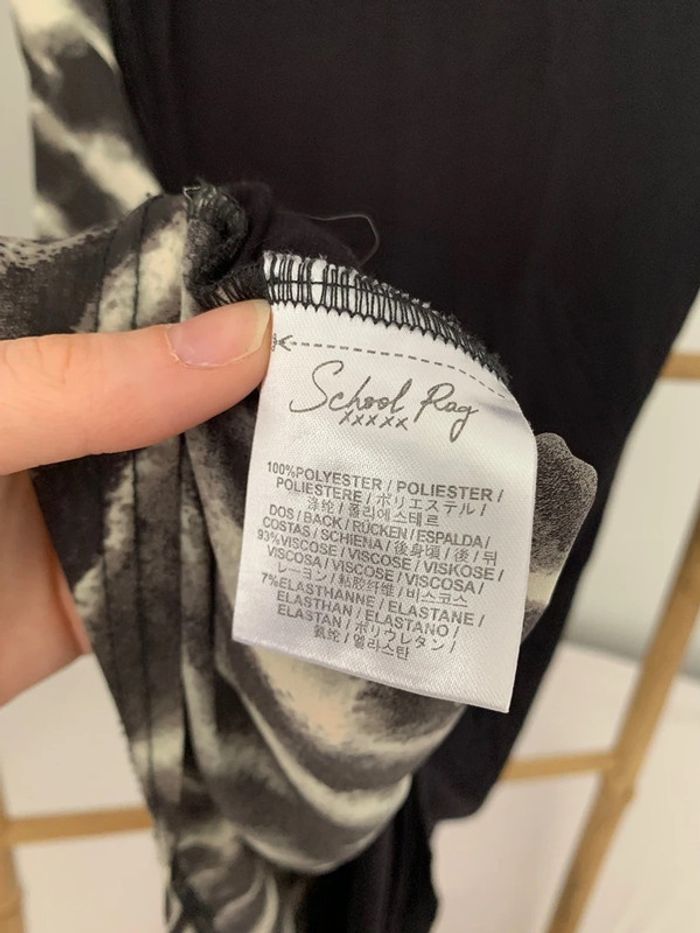 School Rag
xxxxx
100%POLYESTER / POLIESTER /
POLIESTERE / ポリエステル /
涤纶 / 폴리에스테르
DOS / BACK / RÜCKEN / ESPALDA /
COSTAS / SCHIENA / 後身頃 / 後 / 뒤
93%VISCOSE / VISCOSE / VISKOSE /
VISCOSA / VISCOSE / VISCOSA /
レーヨン / 粘胶纤维 / 비스코스
7%ELASTHANNE / ELASTANE /
ELASTHAN / ELASTANO /
ELASTAN / ポリウレタン /
氨纶 / 엘라스탄